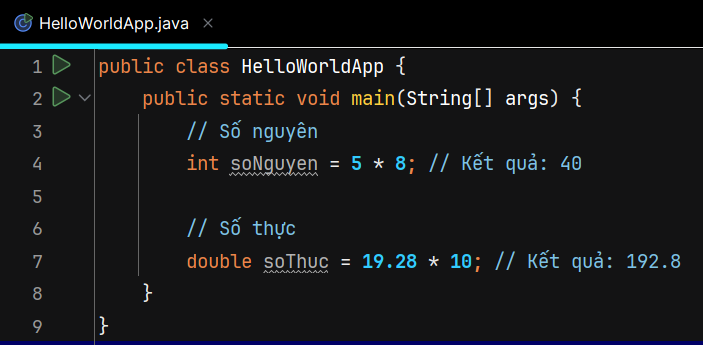 HelloWorldApp.java ×
1 public class HelloWorldApp {
2 public static void main(String[] args) {
3 // Số nguyên
4 int soNguyen = 5 * 8; // Kết quả: 40
5
6 // Số thực
7 double soThuc = 19.28 * 10; // Kết quả: 192.8
8 }
9 }